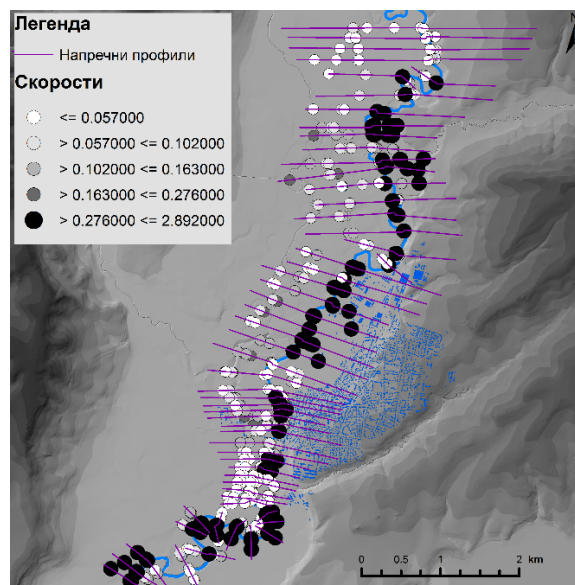 Легенда
Напречни профили
Скорости
<= 0.057000
> 0.057000 <= 0.102000
> 0.102000 <= 0.163000
> 0.163000 <= 0.276000
> 0.276000 <= 2.892000
0 0.5 1 2 km